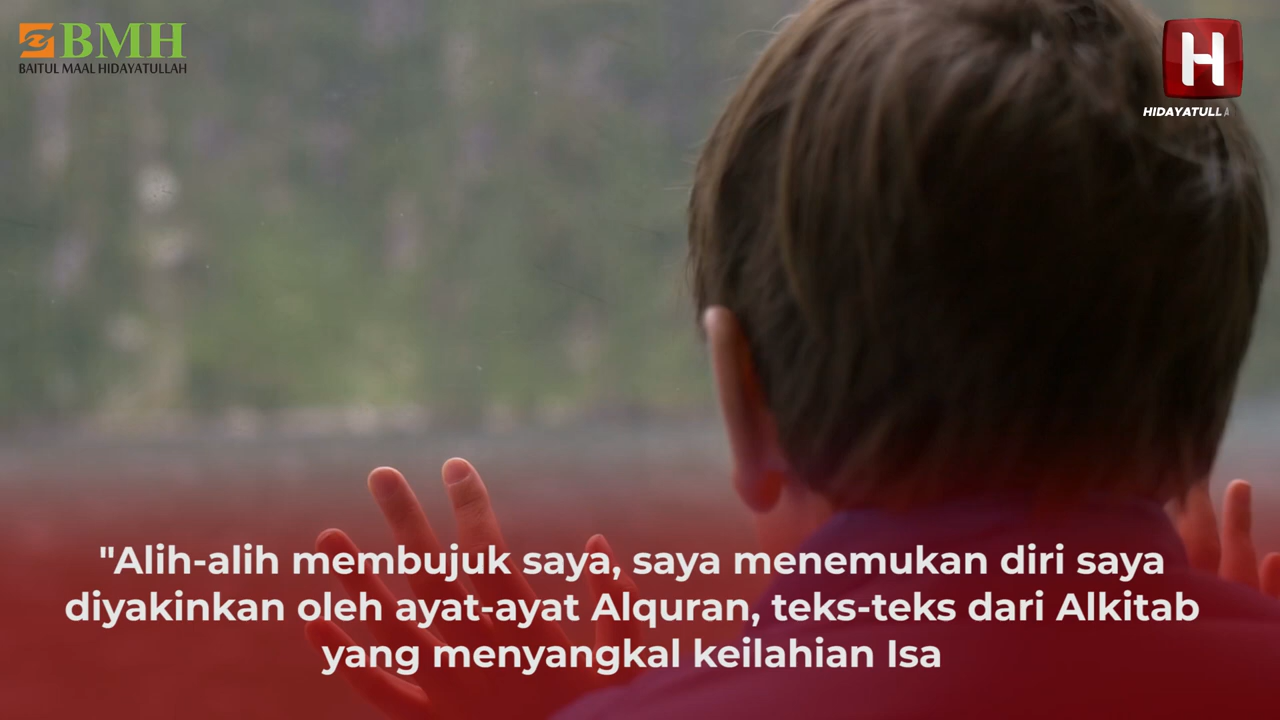 BMH
BAITUL MAAL HIDAYATULLAH
H
HIDAYATULL
"Alih-alih membujuk saya, saya menemukan diri saya
diyakinkan oleh ayat-ayat Alquran, teks-teks dari Alkitab
yang menyangkal keilahian Isa